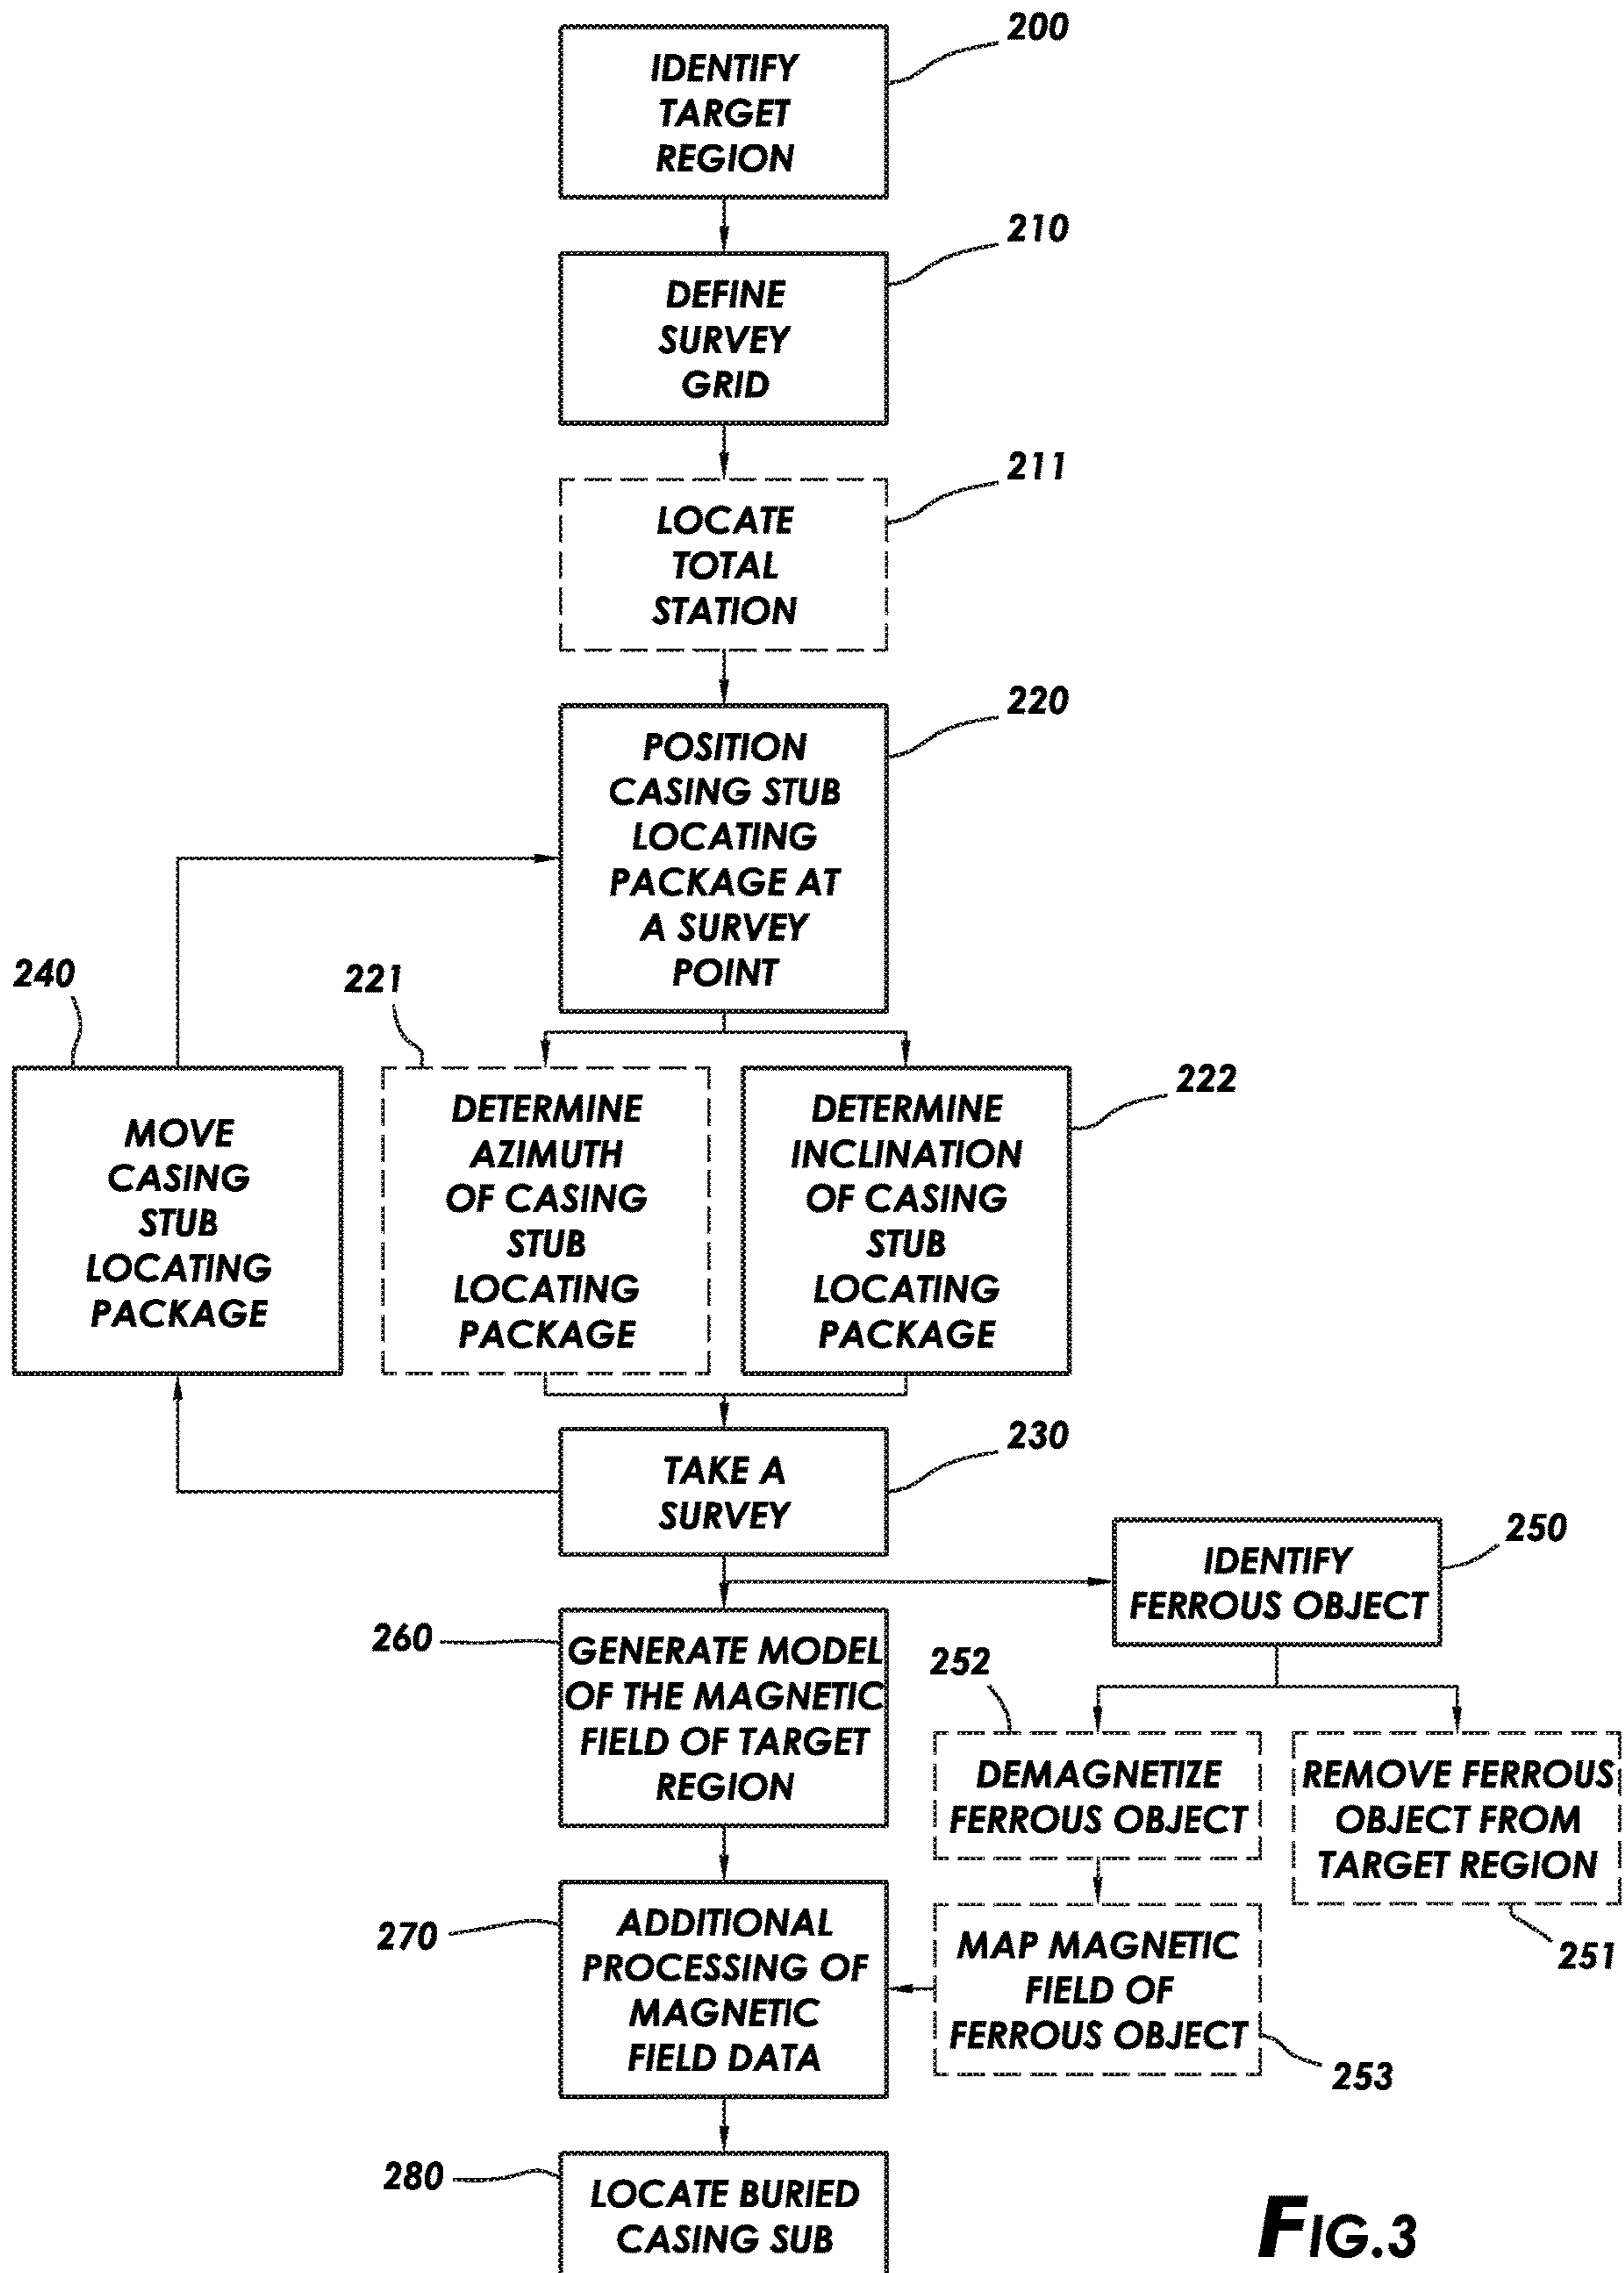 200
IDENTIFY
TARGET
REGION
210
DEFINE
SURVEY
GRID
211
LOCATE
TOTAL
STATION
220
POSITION
CASING STUB
LOCATING
PACKAGE AT
A SURVEY
POINT
240
MOVE
CASING
STUB
LOCATING
PACKAGE
221
DETERMINE
AZIMUTH
OF CASING
STUB
LOCATING
PACKAGE
222
DETERMINE
INCLINATION
OF CASING
STUB
LOCATING
PACKAGE
230
TAKE A
SURVEY
250
IDENTIFY
FERROUS OBJECT
260
GENERATE MODEL
OF THE MAGNETIC
FIELD OF TARGET
REGION
252
DEMAGNETIZE
FERROUS OBJECT
REMOVE FERROUS
OBJECT FROM
TARGET REGION
251
270
ADDITIONAL
PROCESSING OF
MAGNETIC
FIELD DATA
MAP MAGNETIC
FIELD OF
FERROUS OBJECT
253
280
LOCATE BURIED
CASING SUB
FIG.3